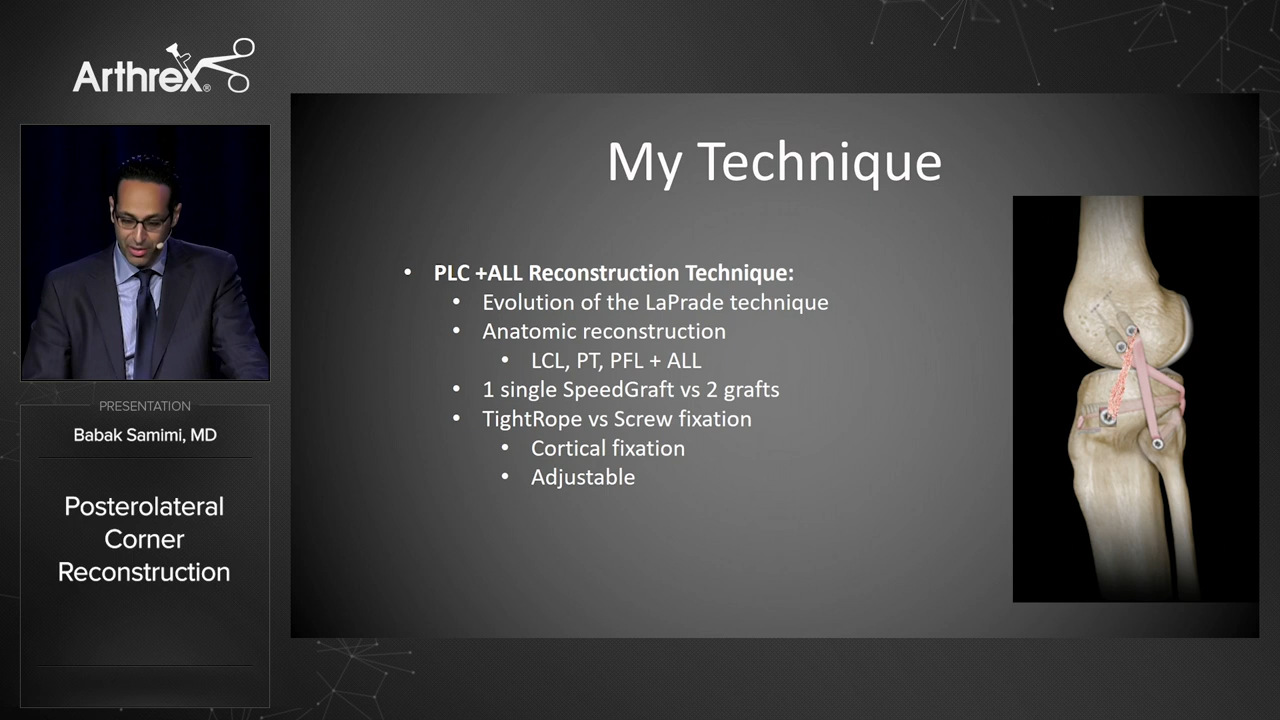 Arthrex®
PRESENTATION
Babak Samimi, MD
Posterolateral
Corner
Reconstruction
My Technique
• PLC +ALL Reconstruction Technique:
• Evolution of the LaPrade technique
• Anatomic reconstruction
• LCL, PT, PFL + ALL
• 1 single SpeedGraft vs 2 grafts
• TightRope vs Screw fixation
• Cortical fixation
• Adjustable